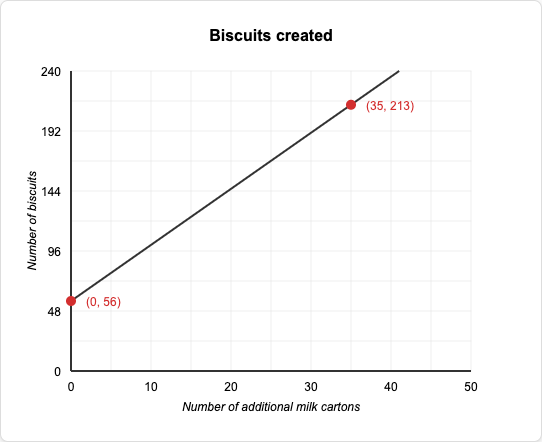 Biscuits created
240
192
144
96
48
0
Number of biscuits
(35, 213)
(0, 56)
0 10 20 30 40 50
Number of additional milk cartons